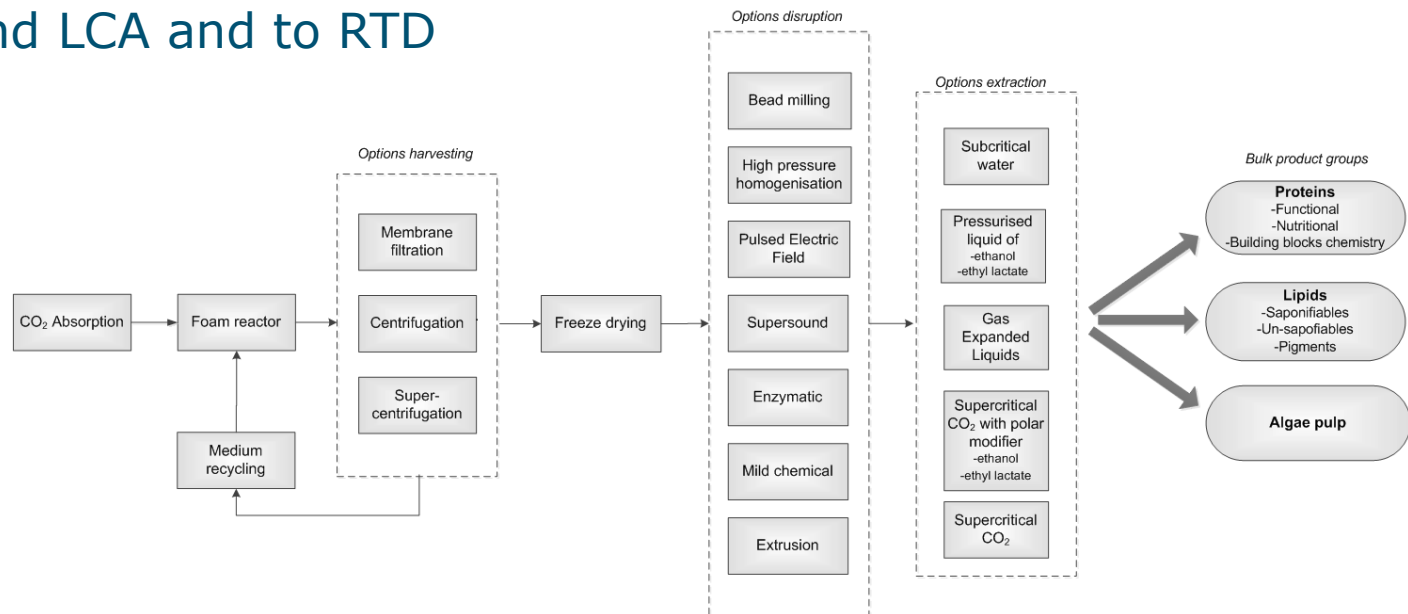 nd LCA and to RTD
CO₂ Absorption
Foam reactor
Medium
recycling
Options harvesting
Membrane
filtration
Centrifugation
Super-
centrifugation
Freeze drying
Options disruption
Bead milling
High pressure
homogenisation
Pulsed Electric
Field
Supersound
Enzymatic
Mild chemical
Extrusion
Options extraction
Subcritical
water
Pressurised
liquid of
-ethanol
-ethyl lactate
Gas
Expanded
Liquids
Supercritical
CO₂ with polar
modifier
-ethanol
-ethyl lactate
Supercritical
CO₂
Bulk product groups
Proteins
-Functional
-Nutritional
-Building blocks chemistry
Lipids
-Saponifiables
-Un-sapofiables
-Pigments
Algae pulp